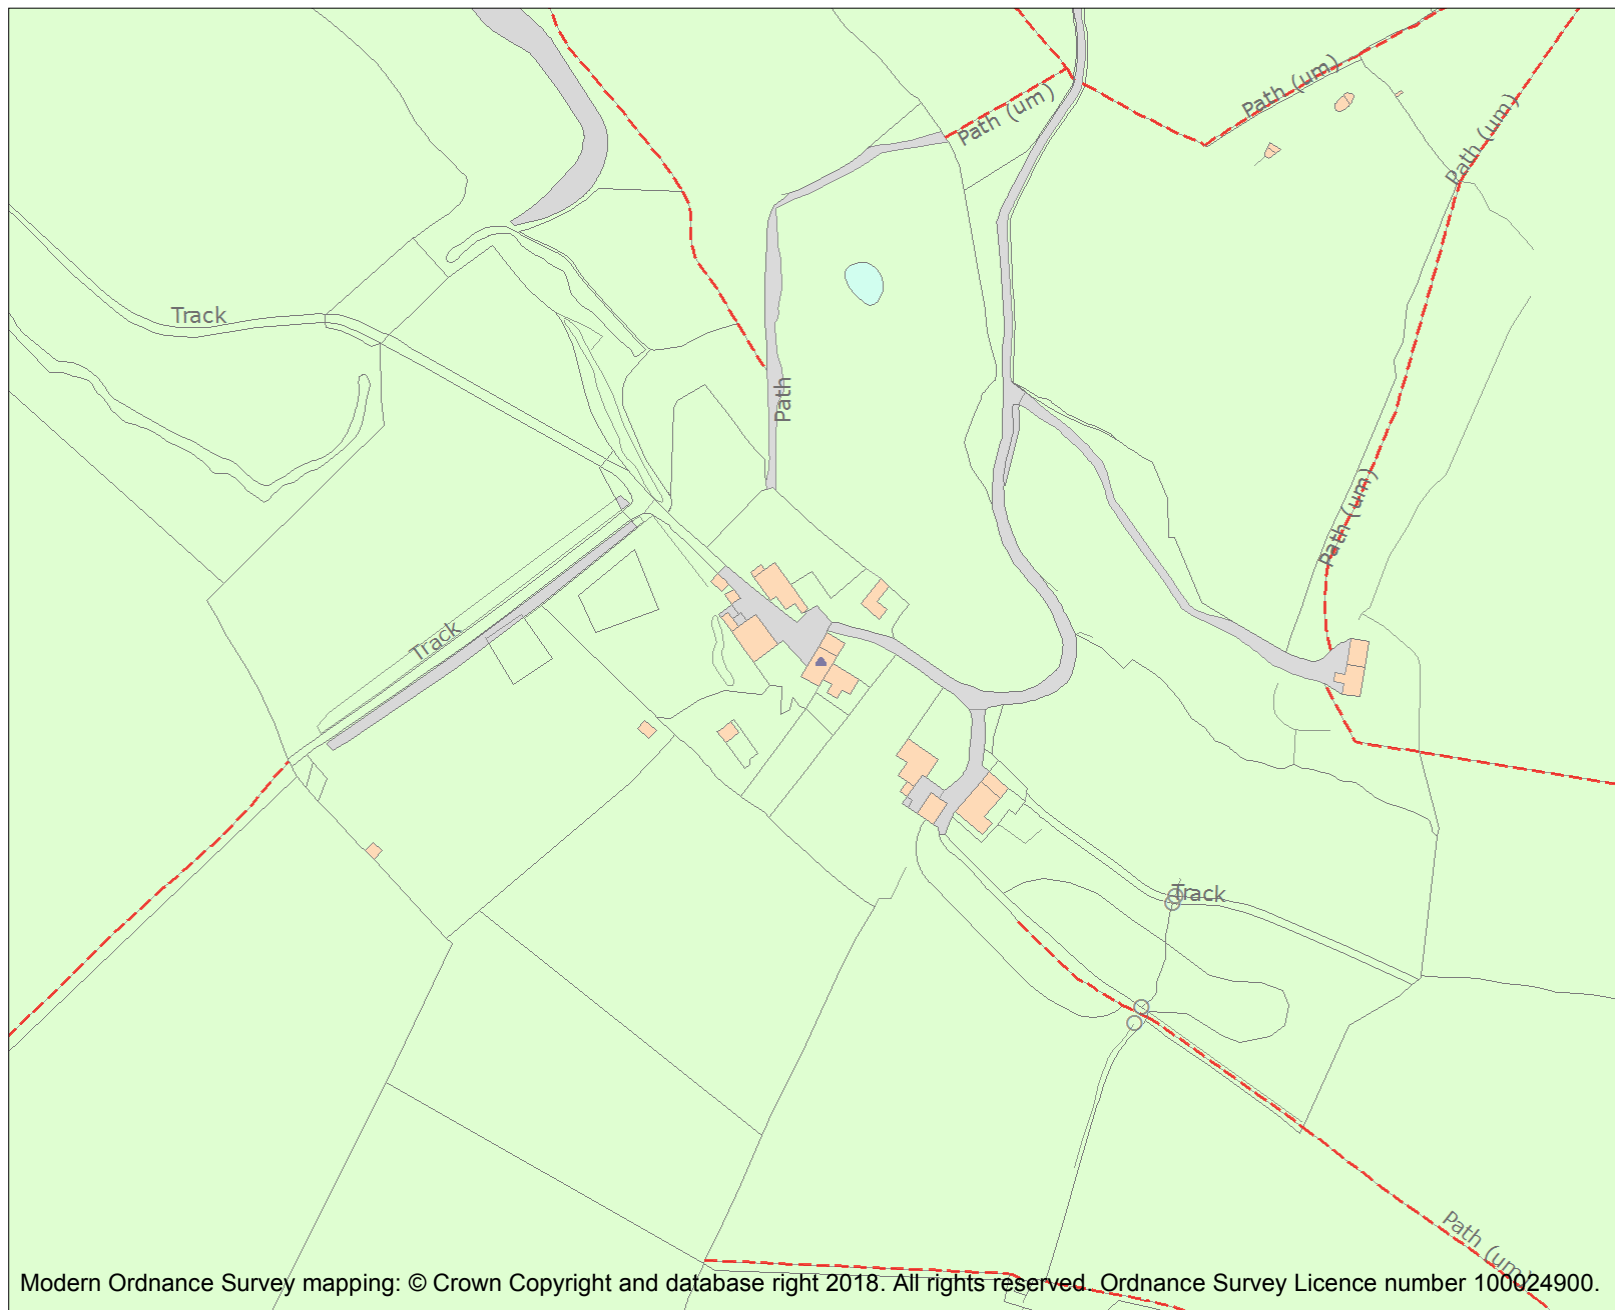 Path (um)
Path (um)
Path (um)
Track
Path
Path (um)
Track
Track
Path (um)
Modern Ordnance Survey mapping: © Crown Copyright and database right 2018. All rights reserved. Ordnance Survey Licence number 100024900.